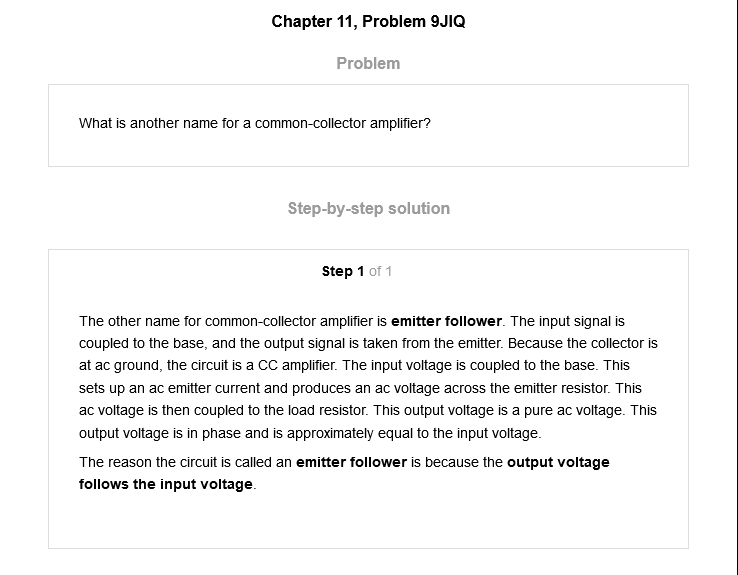 Chapter 11, Problem 9JIQ
Problem
What is another name for a common-collector amplifier?
Step-by-step solution
Step 1 of 1
The other name for common-collector amplifier is emitter follower. The input signal is
coupled to the base, and the output signal is taken from the emitter. Because the collector is
at ac ground, the circuit is a CC amplifier. The input voltage is coupled to the base. This
sets up an ac emitter current and produces an ac voltage across the emitter resistor. This
ac voltage is then coupled to the load resistor. This output voltage is a pure ac voltage. This
output voltage is in phase and is approximately equal to the input voltage.
The reason the circuit is called an emitter follower is because the output voltage
follows the input voltage.